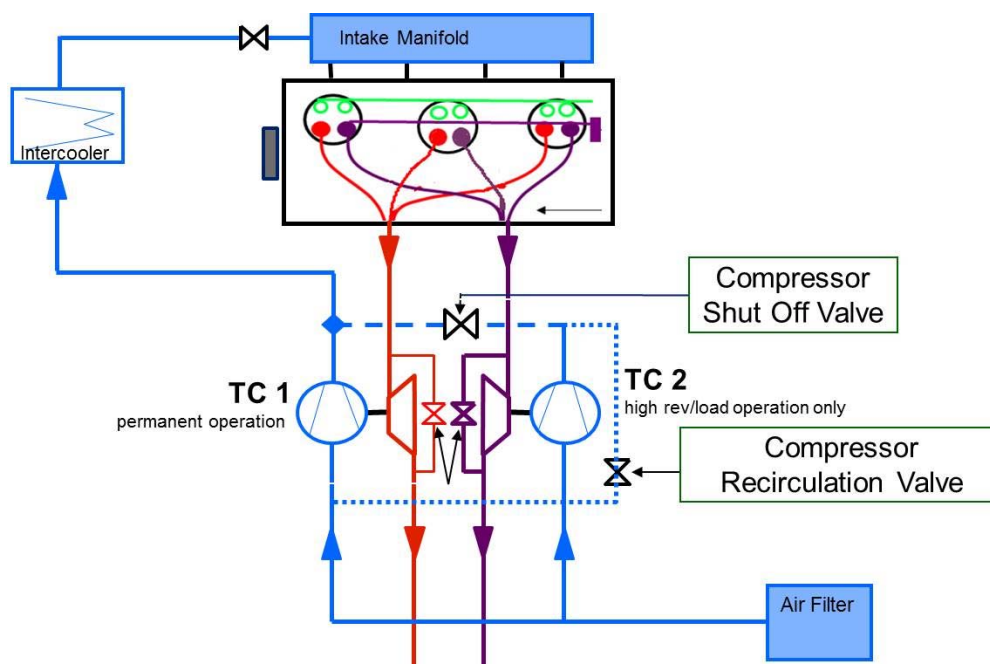 Intake Manifold
Intercooler
Compressor
Shut Off Valve
TC 1
permanent operation
TC 2
high rev/load operation only
Compressor
Recirculation Valve
Air Filter